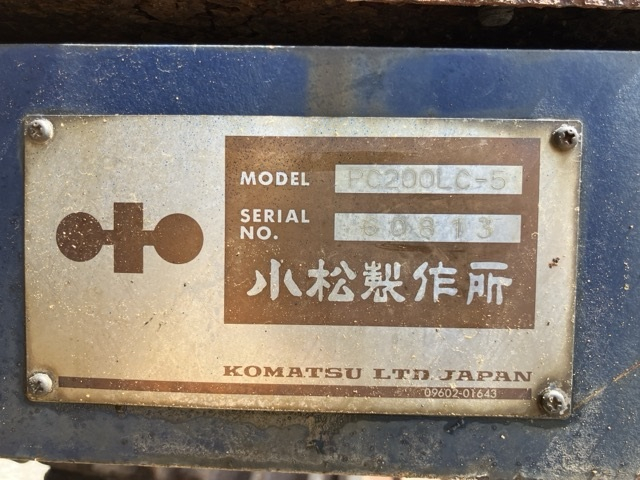 MODEL PC200LC-5
SERIAL NO. 60813
小松製作所
KOMATSU LTD. JAPAN
09602-01643